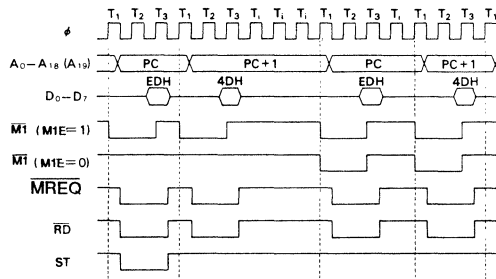 T1 T2 T3 T1 T2 T3 Ti Ti Ti T1 T2 T3 Ti T1 T2 T3 Ti
φ
A0–A18 (A19) PC PC+1 PC PC+1
EDH 4DH EDH 4DH
D0–D7
M1 (M1E=1)
M1 (M1E=0)
MREQ
RD
ST